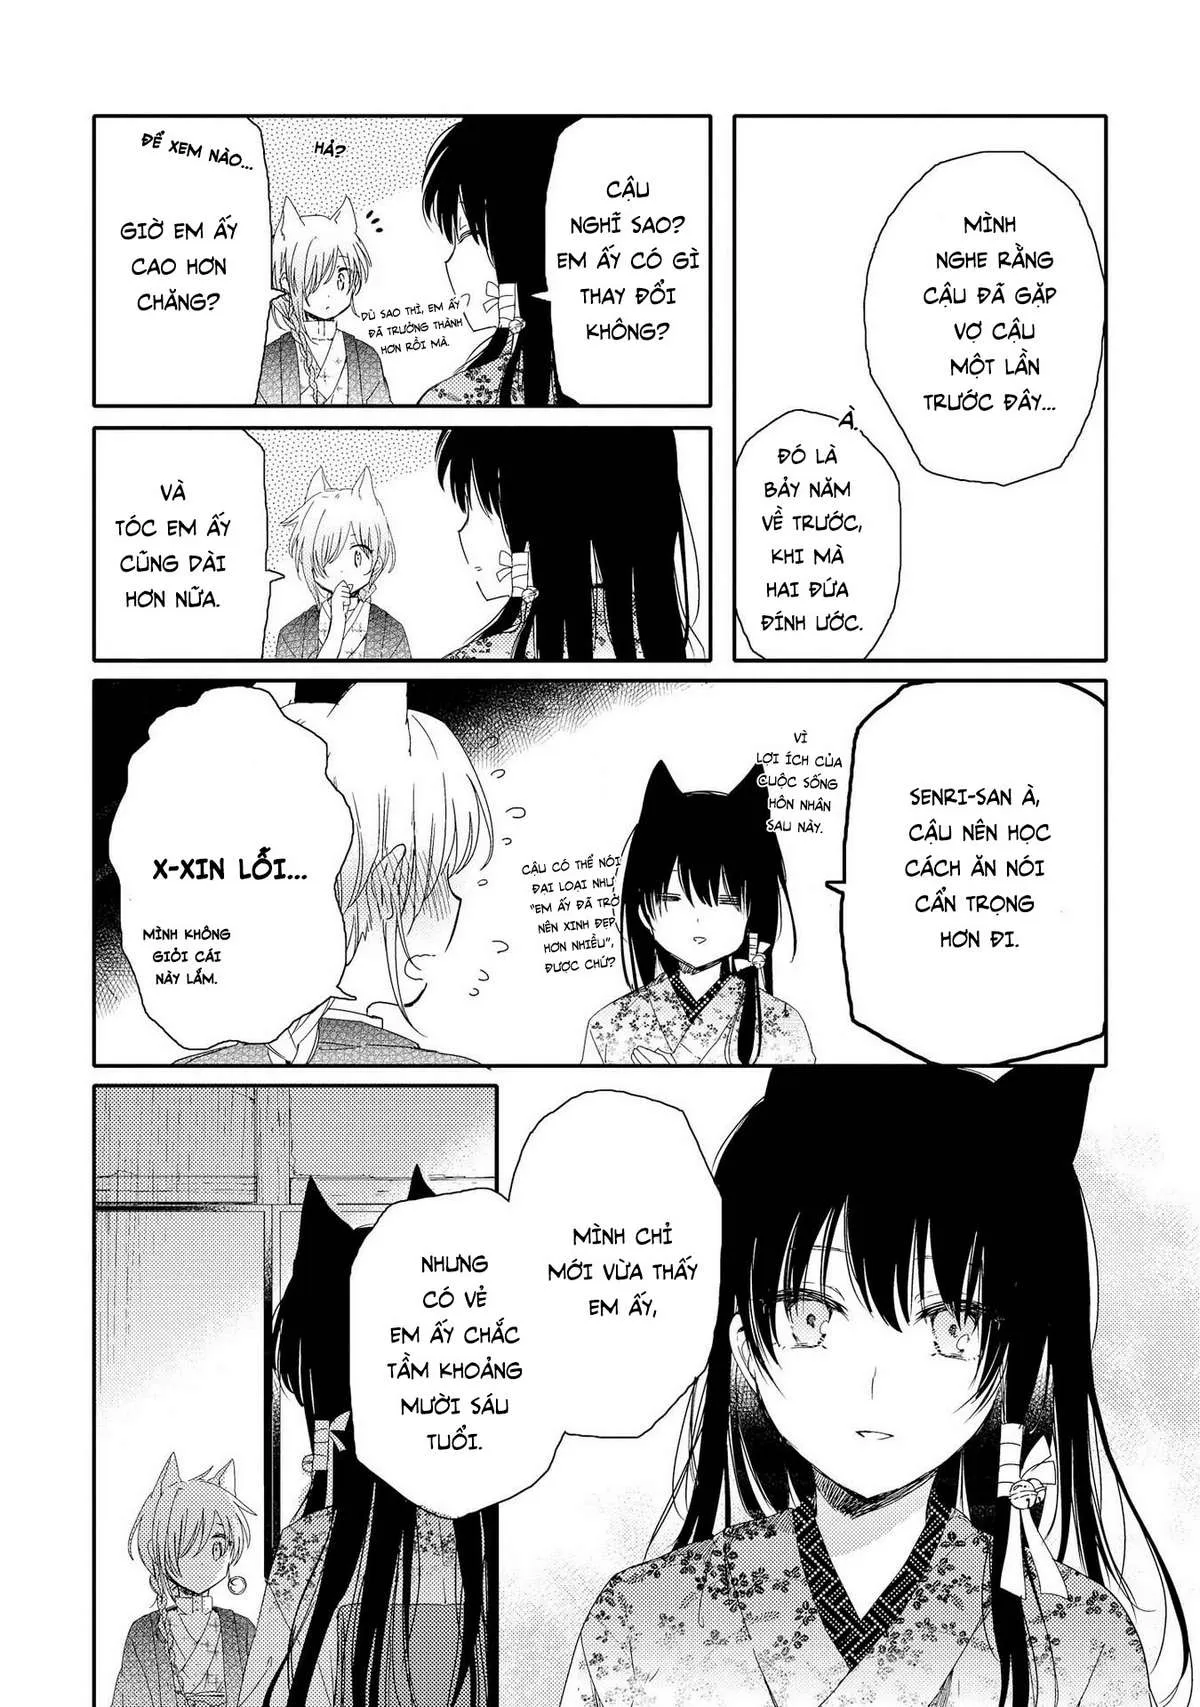 MÌNH
NGHE RẰNG
CẬU ĐÃ GẶP
VỢ CẬU
MỘT LẦN
TRƯỚC ĐÂY...
À.
ĐÓ LÀ
BẢY NĂM
VỀ TRƯỚC,
KHI MÀ
HAI ĐỨA
ĐÍNH ƯỚC.
CẬU
NGHĨ SAO?
EM ẤY CÓ GÌ
THAY ĐỔI
KHÔNG?
HẢ?
ĐỂ XEM NÀO...
GIỜ EM ẤY
CAO HƠN
CHĂNG?
DÙ SAO THÌ, EM ẤY
ĐÃ TRƯỞNG THÀNH
HƠN RỒI MÀ.
VÀ
TÓC EM ẤY
CŨNG DÀI
HƠN NỮA.
SENRI-SAN À,
CẬU NÊN HỌC
CÁCH ĂN NÓI
CẨN TRỌNG
HƠN ĐI.
VÌ
LỢI ÍCH CỦA
CUỘC SỐNG
HÔN NHÂN
SAU NÀY.
CẬU CÓ THỂ NÓI
ĐẠI LOẠI NHƯ
"EM ẤY ĐÃ TRỞ
NÊN XINH ĐẸP
HƠN NHIỀU",
ĐƯỢC CHỨ?
X-XIN LỖI...
MÌNH KHÔNG
GIỎI CÁI
NÀY LẮM.
MÌNH CHỈ
MỚI VỪA THẤY
EM ẤY,
NHƯNG
CÓ VẺ
EM ẤY CHẮC
TẦM KHOẢNG
MƯỜI SÁU
TUỔI.